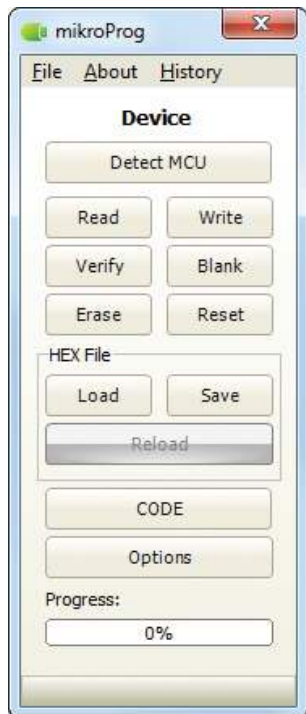 mikroProg
File About History
Device
Detect MCU
Read Write
Verify Blank
Erase Reset
HEX File
Load Save
Reload
CODE
Options
Progress:
0%